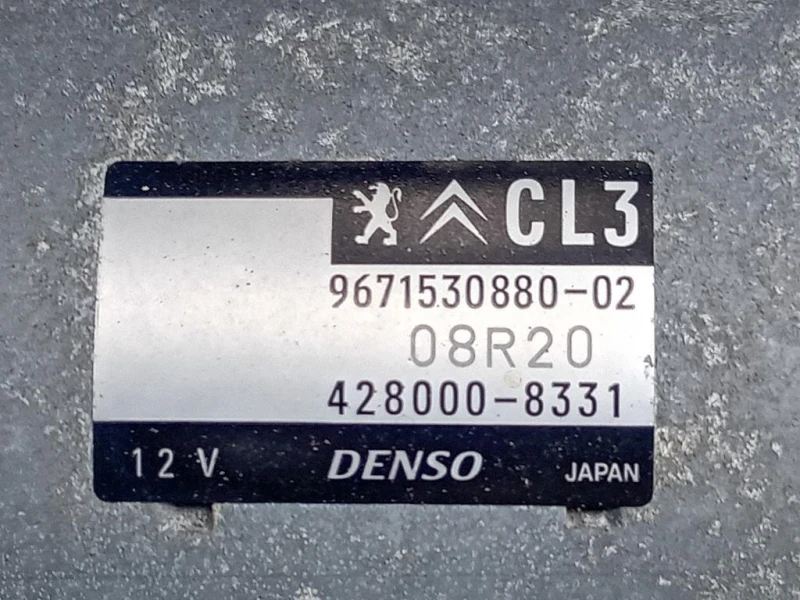 CL3
9671530880-02
08R20
428000-8331
12 V DENSO JAPAN